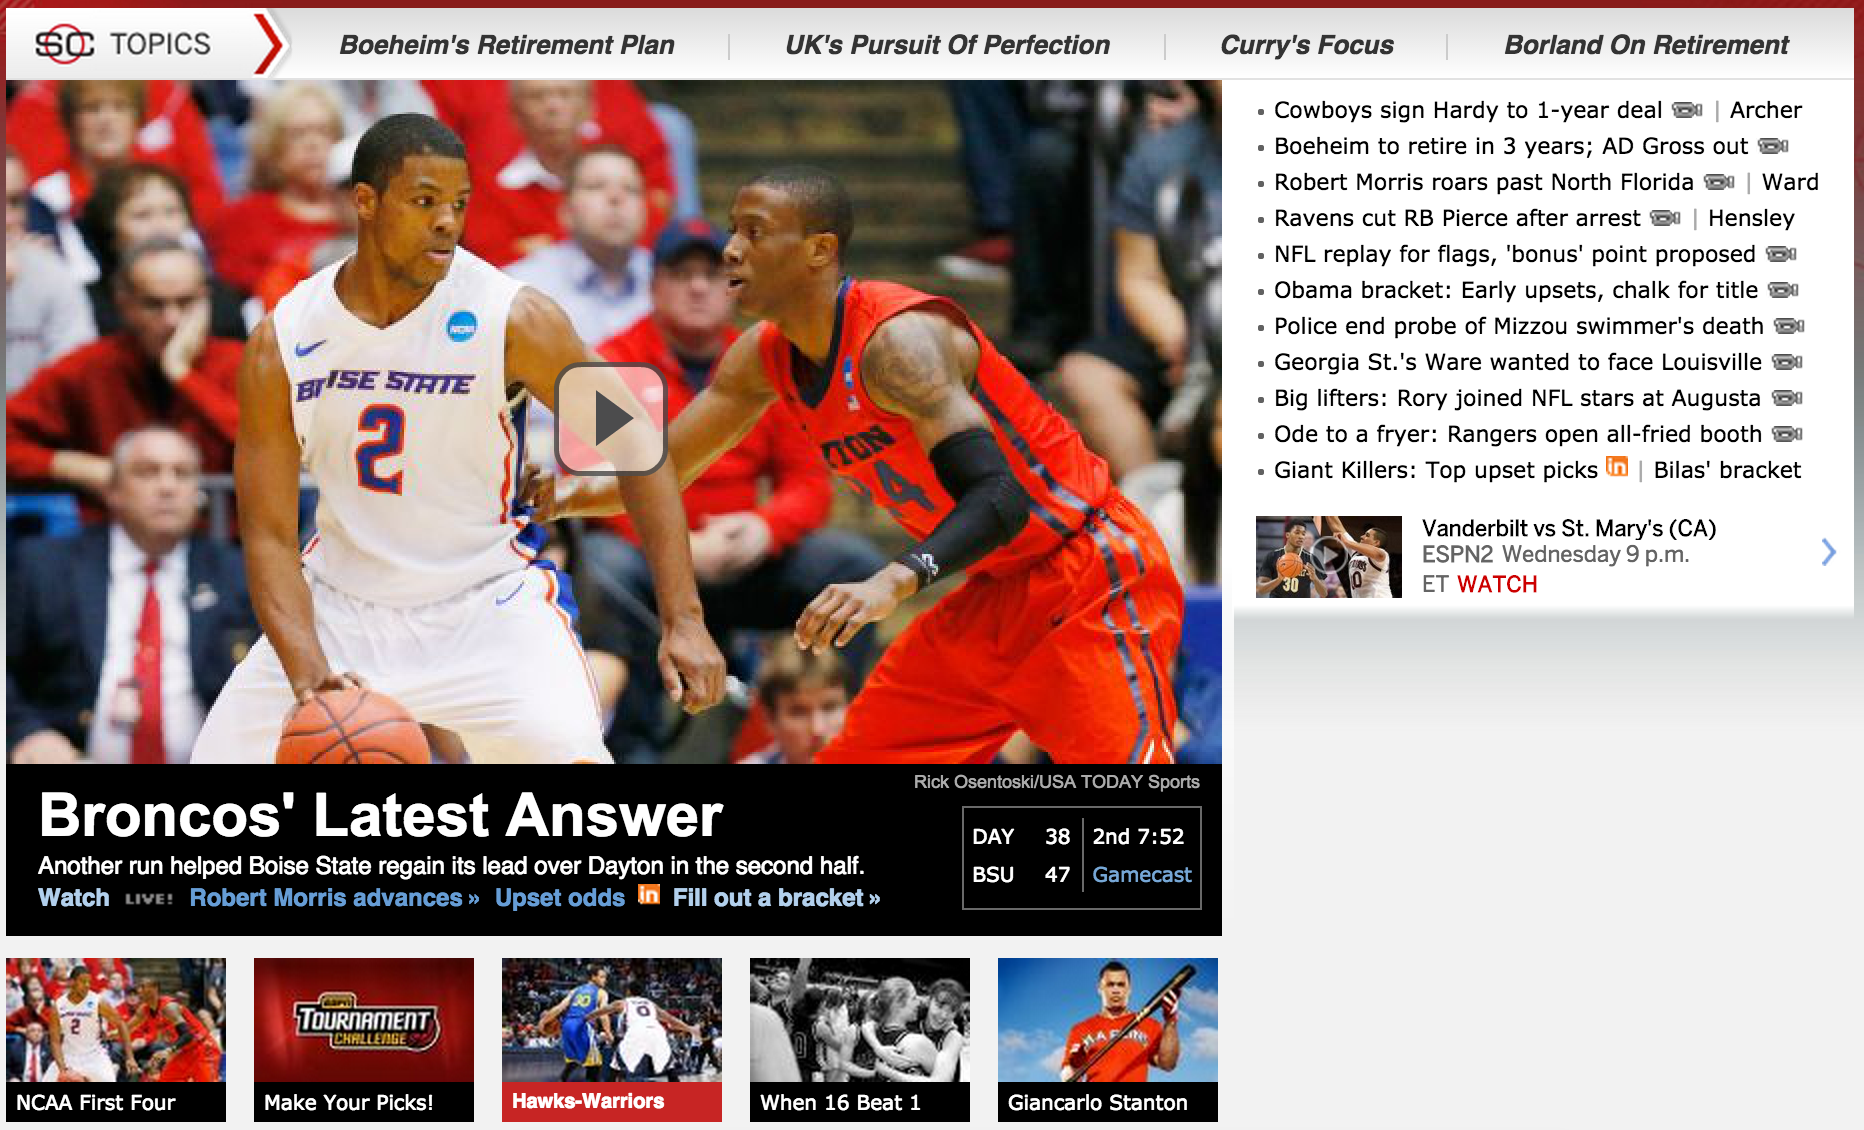 SC TOPICS
Boeheim's Retirement Plan
UK's Pursuit Of Perfection
Curry's Focus
Borland On Retirement
NCAA
BOISE STATE
2
TON
24
Cowboys sign Hardy to 1-year deal | Archer
Boeheim to retire in 3 years; AD Gross out
Robert Morris roars past North Florida | Ward
Ravens cut RB Pierce after arrest | Hensley
NFL replay for flags, 'bonus' point proposed
Obama bracket: Early upsets, chalk for title
Police end probe of Mizzou swimmer's death
Georgia St.'s Ware wanted to face Louisville
Big lifters: Rory joined NFL stars at Augusta
Ode to a fryer: Rangers open all-fried booth
Giant Killers: Top upset picks in | Bilas' bracket
30
Vanderbilt vs St. Mary's (CA)
ESPN2 Wednesday 9 p.m.
ET WATCH
Rick Osentoski/USA TODAY Sports
Broncos' Latest Answer
Another run helped Boise State regain its lead over Dayton in the second half.
Watch LIVE! Robert Morris advances » Upset odds in Fill out a bracket »
DAY 38 2nd 7:52
BSU 47 Gamecast
2
ESPN
TOURNAMENT
CHALLENGE
30
NCAA First Four
Make Your Picks!
Hawks-Warriors
When 16 Beat 1
Giancarlo Stanton